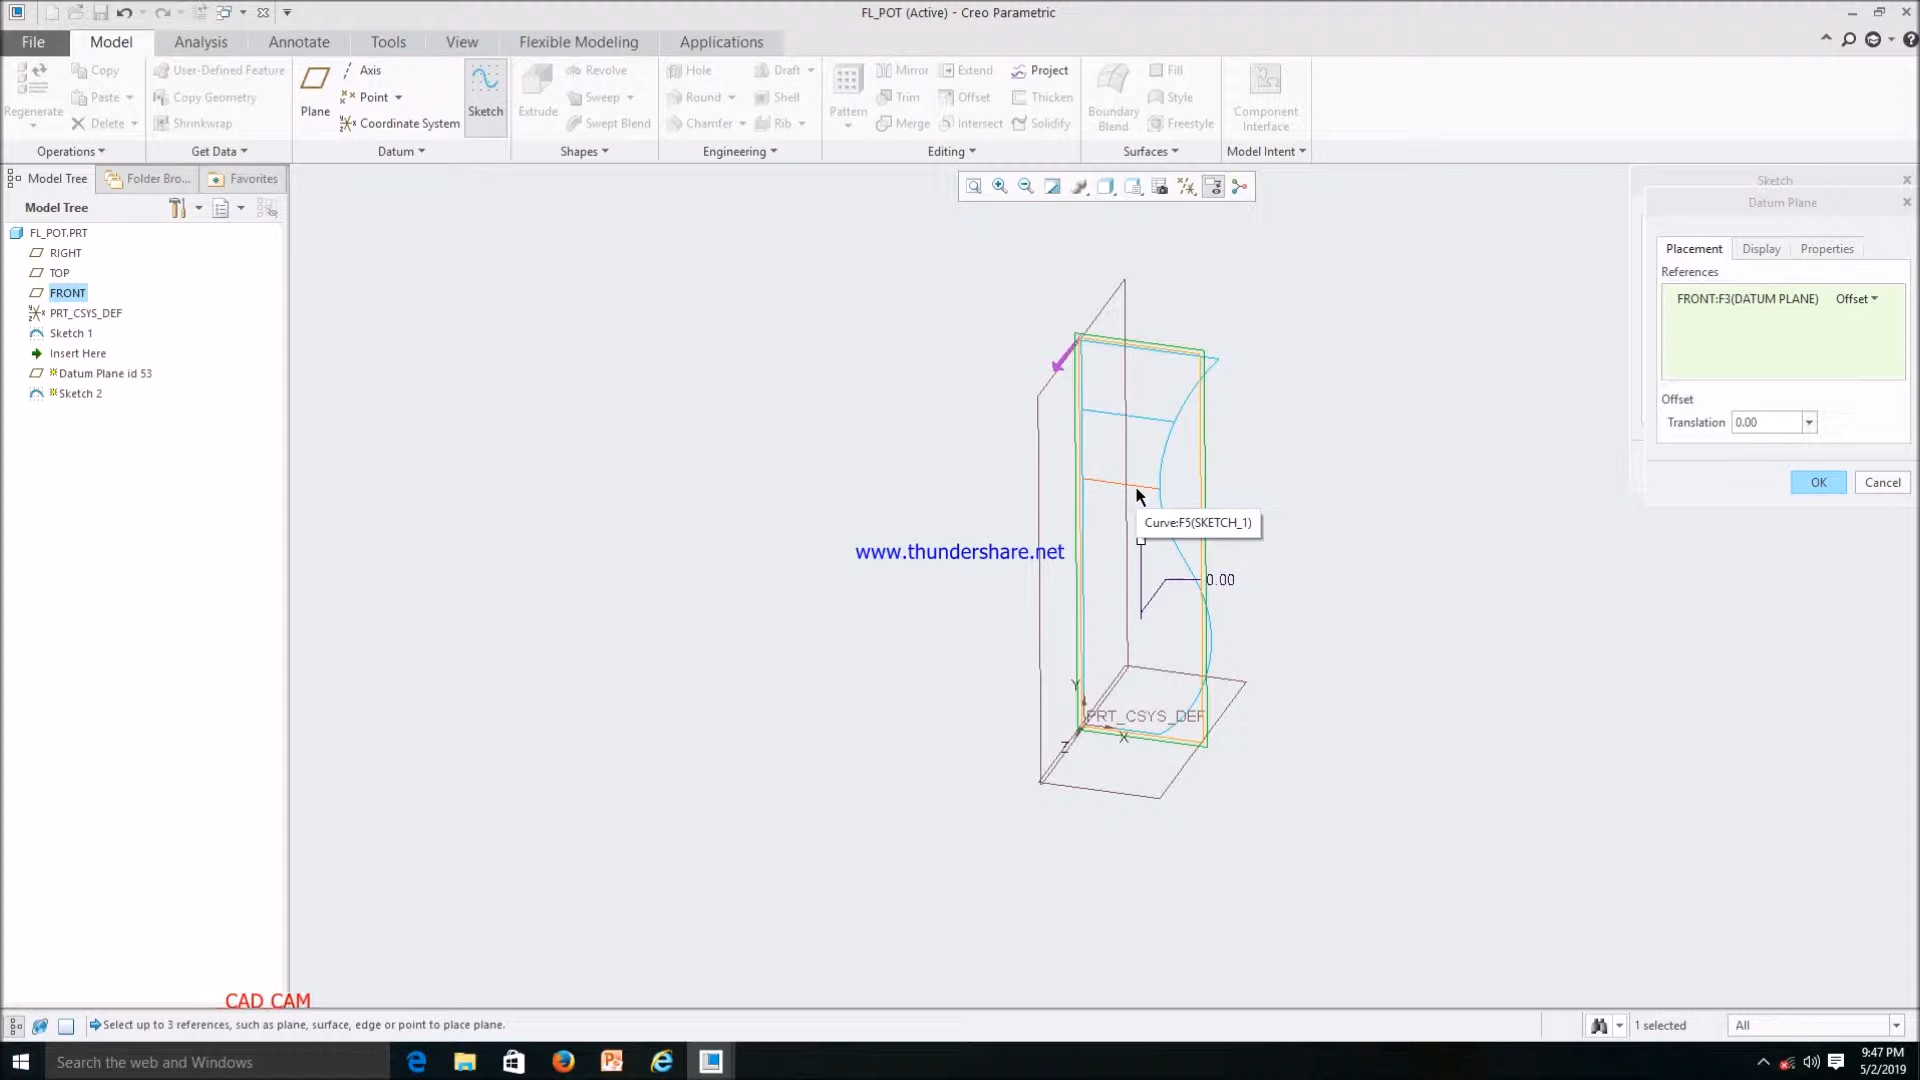 FL_POT (Active) - Creo Parametric
File Model Analysis Annotate Tools View Flexible Modeling Applications
Regenerate
Copy
Paste
Delete
Operations
User-Defined Feature
Copy Geometry
Shrinkwrap
Get Data
Plane
Axis
Point
Coordinate System
Sketch
Datum
Extrude
Revolve
Sweep
Swept Blend
Shapes
Hole
Round
Chamfer
Draft
Shell
Rib
Engineering
Pattern
Mirror
Trim
Merge
Extend
Offset
Intersect
Project
Thicken
Solidify
Editing
Boundary Blend
Fill
Style
Freestyle
Surfaces
Component Interface
Model Intent
Model Tree Folder Bro... Favorites
Model Tree
FL_POT.PRT
RIGHT
TOP
FRONT
PRT_CSYS_DEF
Sketch 1
Insert Here
Datum Plane id 53
Sketch 2
Curve:F5(SKETCH_1)
www.thundershare.net
0.00
Y
PRT_CSYS_DEF
X
Z
Sketch
Datum Plane
Placement Display Properties
References
FRONT:F3(DATUM PLANE) Offset
Offset
Translation 0.00
OK Cancel
CAD CAM
Select up to 3 references, such as plane, surface, edge or point to place plane.
1 selected
All
Search the web and Windows
9:47 PM
5/2/2019